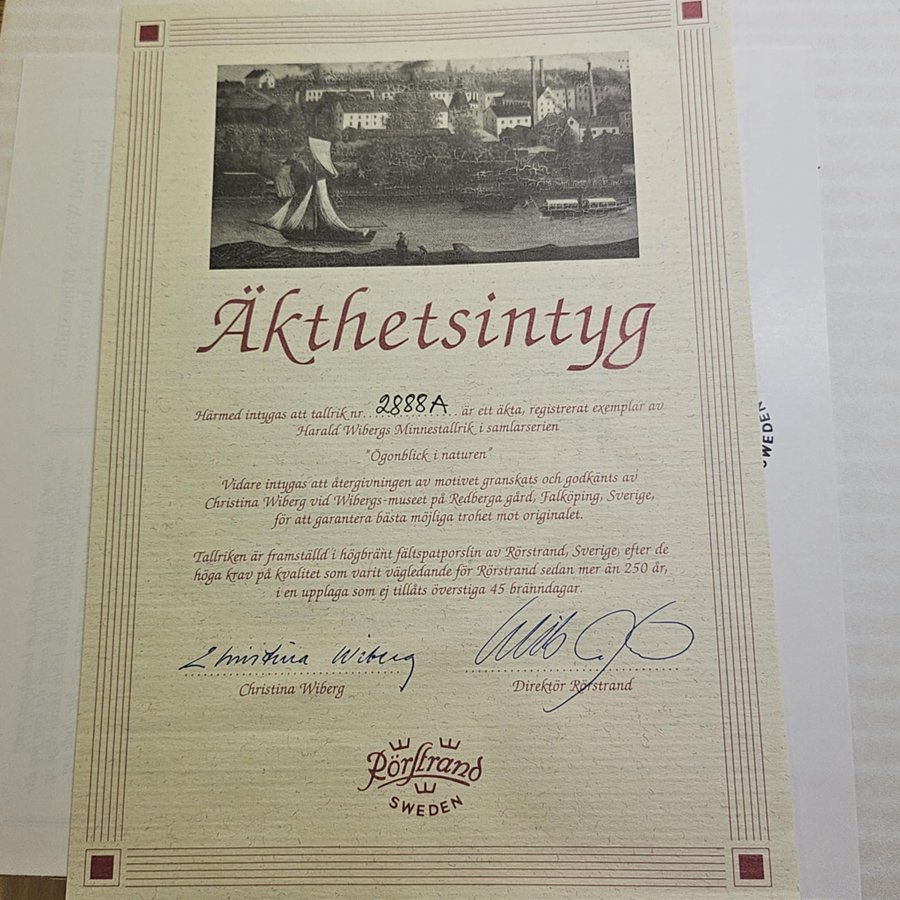 Äkthetsintyg
Härmed intygas att tallrik nr. 2888A är ett äkta, registrerat exemplar av
Harald Wibergs Minnestallrik i samlarserien
"Ögonblick i naturen"
Vidare intygas att återgivningen av motivet granskats och godkänts av
Christina Wiberg vid Wibergs-museet på Redberga gård, Falköping, Sverige,
för att garantera bästa möjliga trohet mot originalet.
Tallriken är framställd i högbränt fältspatporslin av Rörstrand, Sverige, efter de
höga krav på kvalitet som varit vägledande för Rörstrand sedan mer än 250 år,
i en upplaga som ej tillåts överstiga 45 bränndagar.
Christina Wiberg
Christina Wiberg
Direktör Rörstrand
Rörstrand
SWEDEN
SWEDEN